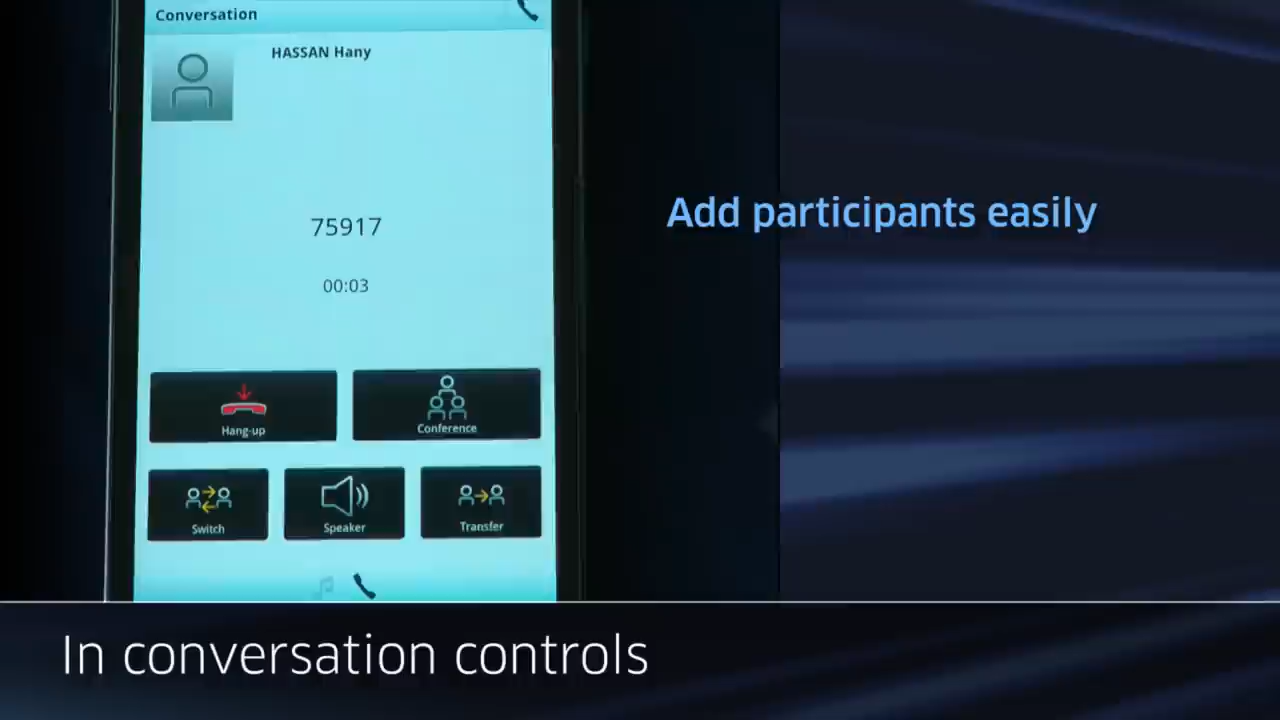 Conversation
HASSAN Hany
75917
00:03
Hang-up
Conference
Switch
Speaker
Transfer
Add participants easily
In conversation controls